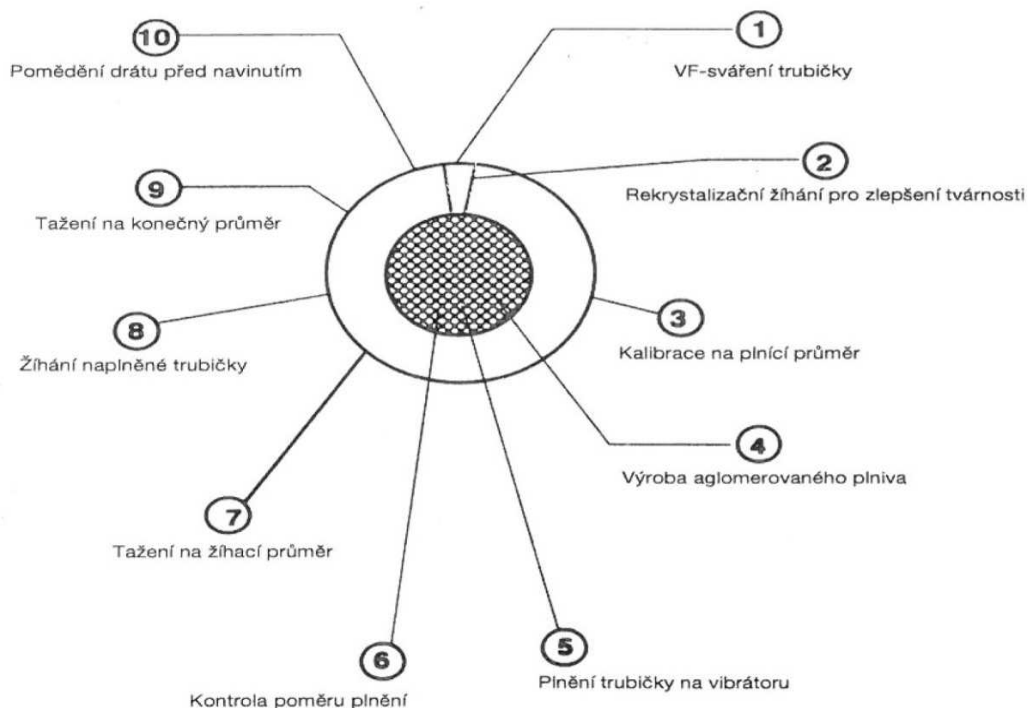 10
Pomědění drátu před navinutím
1
VF-sváření trubičky
2
Rekrystalizační žíhání pro zlepšení tvárnosti
9
Tažení na konečný průměr
3
Kalibrace na plnící průměr
8
Žíhání naplněné trubičky
4
Výroba aglomerovaného plniva
7
Tažení na žíhací průměr
5
Plnění trubičky na vibrátoru
6
Kontrola poměru plnění